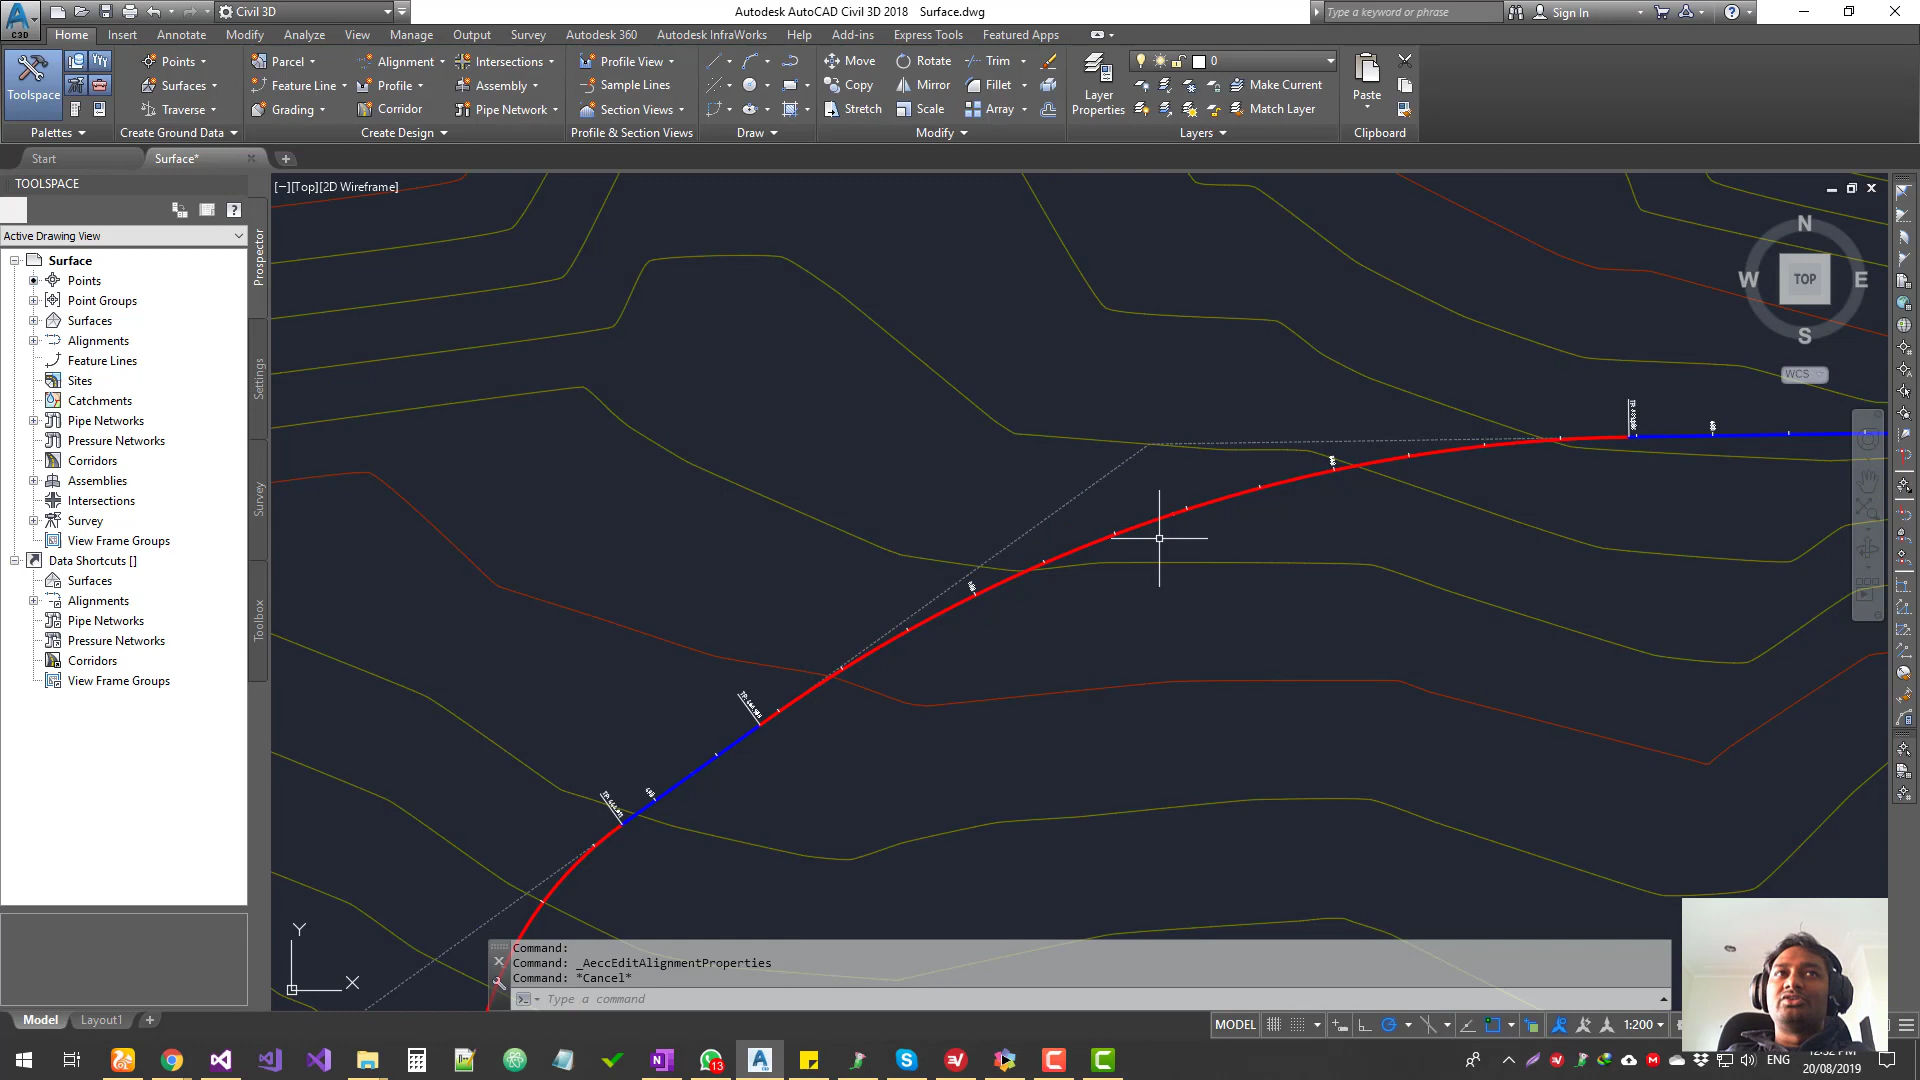 Civil 3D
Autodesk AutoCAD Civil 3D 2018 Surface.dwg
Type a keyword or phrase
Sign In
C3D
Home Insert Annotate Analyze View Manage Output Survey Autodesk 360 Autodesk InfraWorks Help Add-ins Express Tools Featured Apps
Toolspace
Palettes
Points
Surfaces
Traverse
Create Ground Data
Parcel
Feature Line
Grading
Alignment
Profile
Corridor
Intersections
Assembly
Pipe Network
Create Design
Profile View
Sample Lines
Section Views
Profile & Section Views
Draw
Move
Copy
Stretch
Rotate
Mirror
Scale
Trim
Fillet
Array
Modify
Layer
Properties
0
Make Current
Match Layer
Layers
Paste
Clipboard
Start
Surface*
TOOLSPACE
Active Drawing View
Surface
Points
Point Groups
Surfaces
Alignments
Feature Lines
Sites
Catchments
Pipe Networks
Pressure Networks
Corridors
Assemblies
Intersections
Survey
View Frame Groups
Data Shortcuts []
Surfaces
Alignments
Pipe Networks
Pressure Networks
Corridors
View Frame Groups
Prospector
Settings
Survey
Toolbox
[−][Top][2D Wireframe]
N
W
TOP
E
S
WCS
Y
X
Command:
Command: _AeccEditAlignmentProperties
Command: *Cancel*
Type a command
Model
Layout1
MODEL
1:200
13
ENG
12:32 PM
20/08/2019